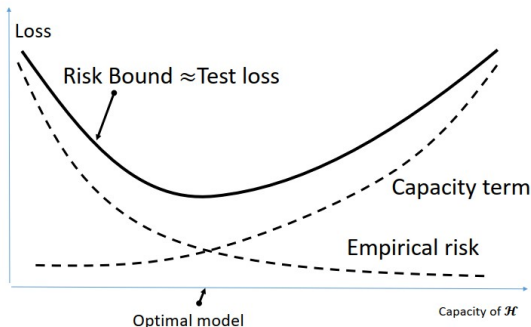 Loss
Risk Bound ≈Test loss
Capacity term
Empirical risk
Capacity of 𝓗
Optimal model